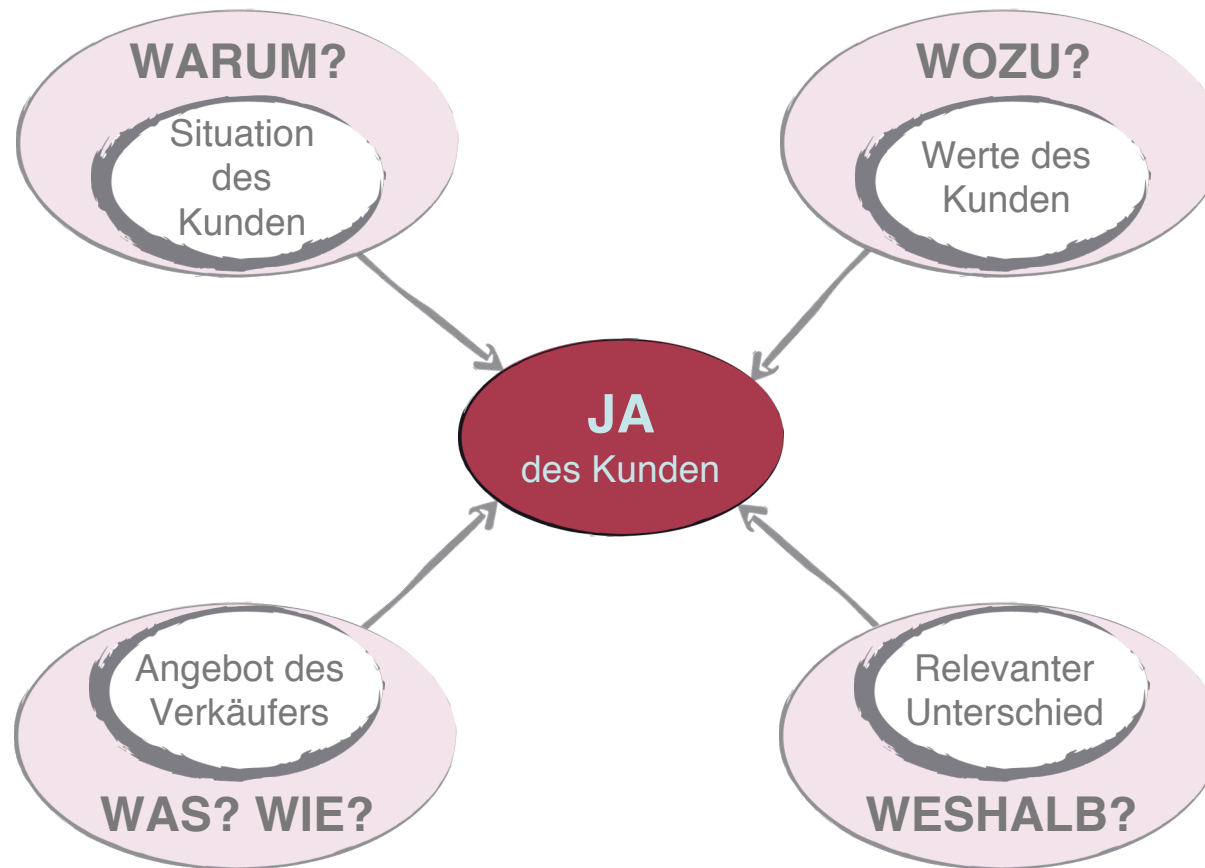 WARUM?
Situation
des
Kunden
WOZU?
Werte des
Kunden
JA
des Kunden
Angebot des
Verkäufers
WAS? WIE?
Relevanter
Unterschied
WESHALB?